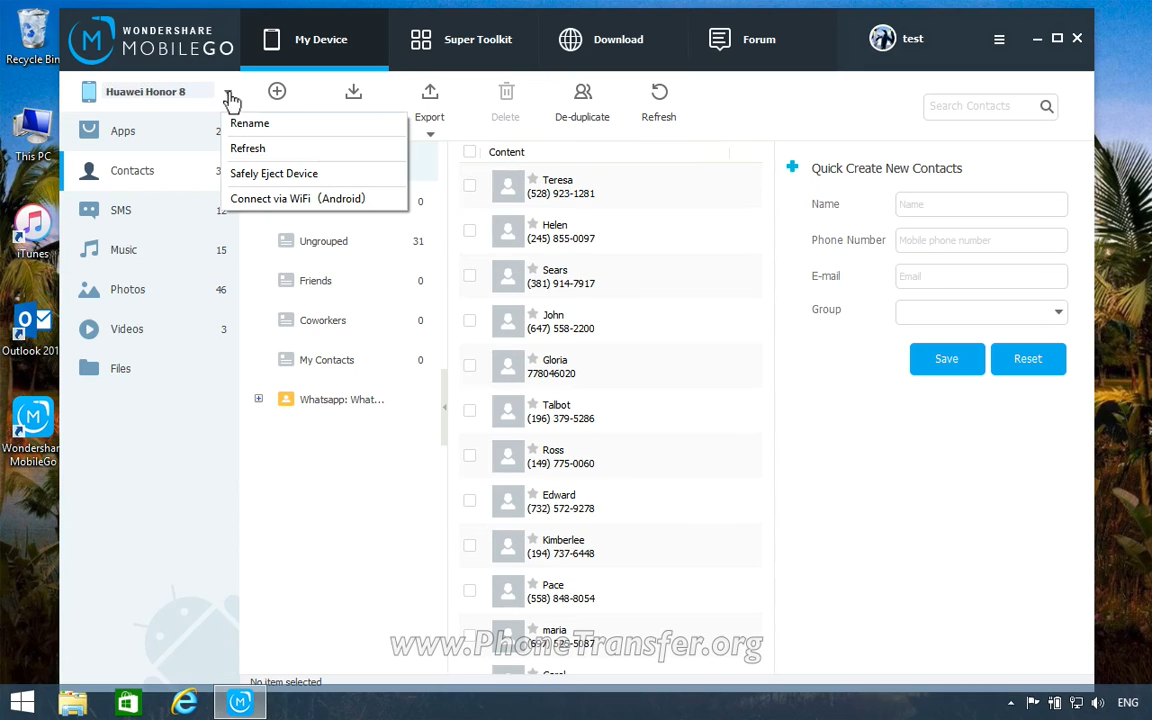 Recycle Bin
This PC
iTunes
Outlook 201
Wondershare
MobileGo
WONDERSHARE
MOBILEGO
My Device
Super Toolkit
Download
Forum
test
Huawei Honor 8
Export
Delete
De-duplicate
Refresh
Search Contacts
Rename
Refresh
Safely Eject Device
Connect via WiFi (Android)
Apps 2
Contacts 3
SMS 12
Music 15
Photos 46
Videos 3
Files
0
Ungrouped 31
Friends 0
Coworkers 0
My Contacts 0
Whatsapp: What...
Content
Teresa
(528) 923-1281
Helen
(245) 855-0097
Sears
(381) 914-7917
John
(647) 558-2200
Gloria
778046020
Talbot
(196) 379-5286
Ross
(149) 775-0060
Edward
(732) 572-9278
Kimberlee
(194) 737-6448
Pace
(558) 848-8054
maria
Quick Create New Contacts
Name Name
Phone Number Mobile phone number
E-mail Email
Group
Save Reset
www.PhoneTransfer.org
No item selected
ENG